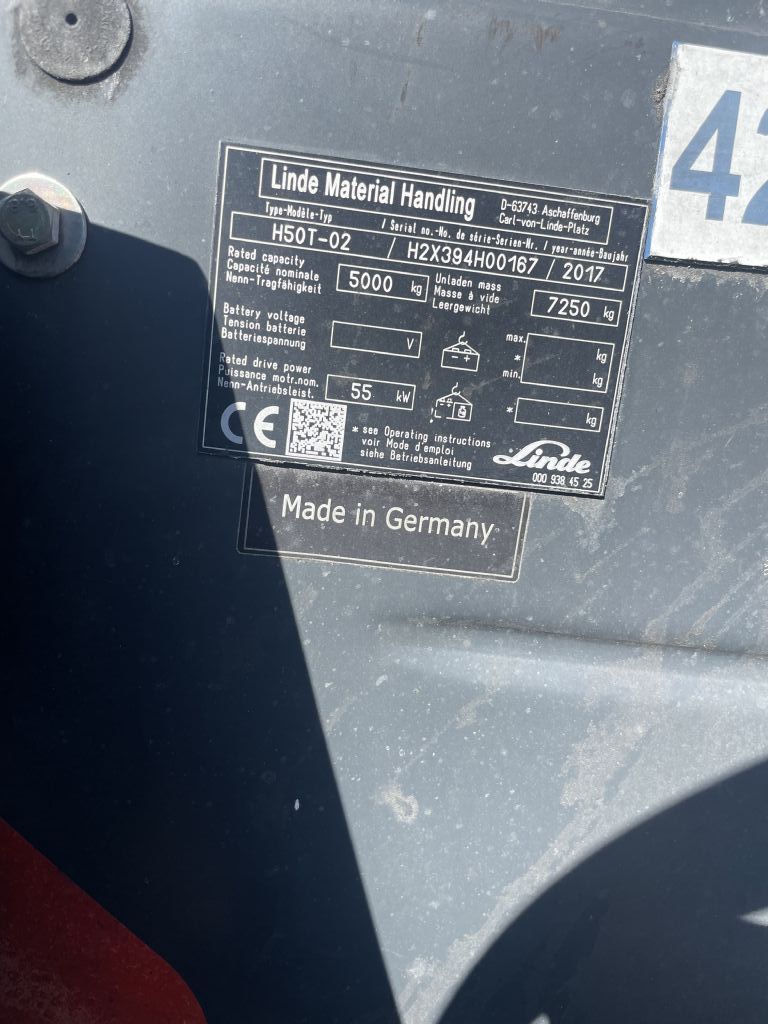 42
Linde Material Handling
D-63743 Aschaffenburg
Carl-von-Linde-Platz
Type-Modèle-Typ / Serial no.-No. de série-Serien-Nr. / year-année-Baujahr
H50T-02 / H2X394H00167 / 2017
Rated capacity
Capacité nominale
Nenn-Tragfähigkeit
5000 kg
Unladen mass
Masse à vide
Leergewicht
7250 kg
Battery voltage
Tension batterie
Batteriespannung
V
max. kg
*
min. kg
Rated drive power
Puissance motr.nom.
Nenn-Antriebsleist.
55 kW
* kg
CE
* see Operating instructions
voir Mode d'emploi
siehe Betriebsanleitung
Linde
000 938 45 25
Made in Germany